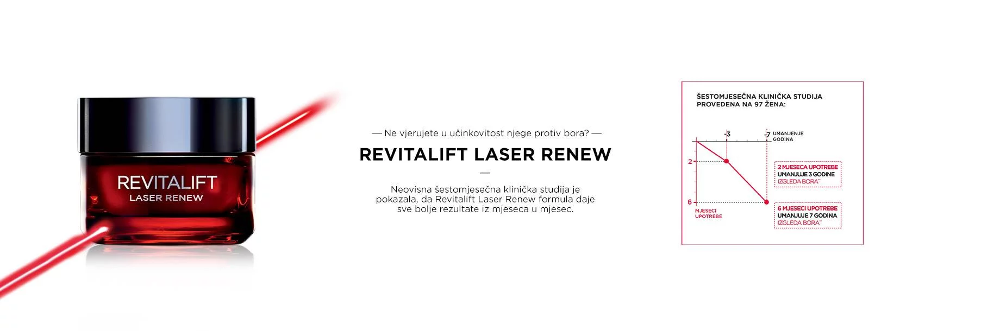 REVITALIFT
LASER RENEW
— Ne vjerujete u učinkovitost njege protiv bora? —
REVITALIFT LASER RENEW
Neovisna šestomjesečna klinička studija je
pokazala, da Revitalift Laser Renew formula daje
sve bolje rezultate iz mjeseca u mjesec.
ŠESTOMJESEČNA KLINIČKA STUDIJA
PROVEDENA NA 97 ŽENA:
-3
-7 UMANJENJE
GODINA
2
2 MJESECA UPOTREBE
UMANJUJE 3 GODINE
IZGLEDA BORA**
6
MJESECI
UPOTREBE
6 MJESECI UPOTREBE
UMANJUJE 7 GODINA
IZGLEDA BORA**